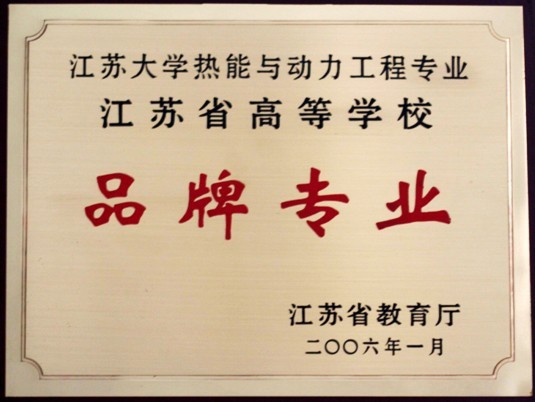 江苏大学热能与动力工程专业
江苏省高等学校
品牌专业
江苏省教育厅
二〇〇六年一月